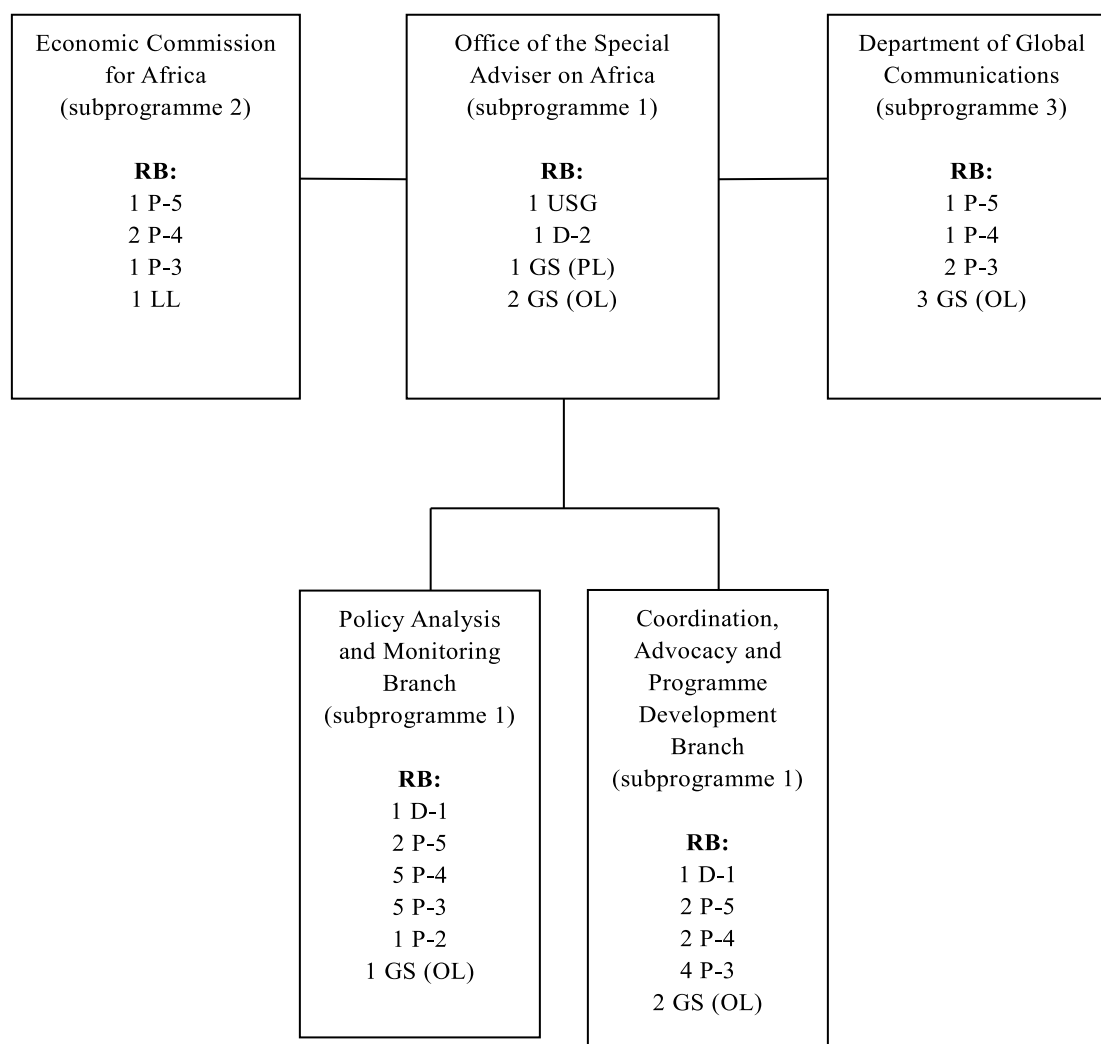 Economic Commission
for Africa
(subprogramme 2)
RB:
1 P-5
2 P-4
1 P-3
1 LL
Office of the Special
Adviser on Africa
(subprogramme 1)
RB:
1 USG
1 D-2
1 GS (PL)
2 GS (OL)
Department of Global
Communications
(subprogramme 3)
RB:
1 P-5
1 P-4
2 P-3
3 GS (OL)
Policy Analysis
and Monitoring
Branch
(subprogramme 1)
RB:
1 D-1
2 P-5
5 P-4
5 P-3
1 P-2
1 GS (OL)
Coordination,
Advocacy and
Programme
Development
Branch
(subprogramme 1)
RB:
1 D-1
2 P-5
2 P-4
4 P-3
2 GS (OL)